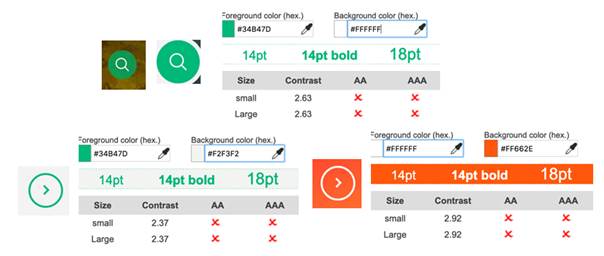 Foreground color (hex.) Background color (hex.)
#34B47D #FFFFFF
14pt 14pt bold 18pt
Size Contrast AA AAA
small 2.63 ✘ ✘
Large 2.63 ✘ ✘
Foreground color (hex.) Background color (hex.)
#34B47D #F2F3F2
14pt 14pt bold 18pt
Size Contrast AA AAA
small 2.37 ✘ ✘
Large 2.37 ✘ ✘
Foreground color (hex.) Background color (hex.)
#FFFFFF #FF662E
14pt 14pt bold 18pt
Size Contrast AA AAA
small 2.92 ✘ ✘
Large 2.92 ✘ ✘